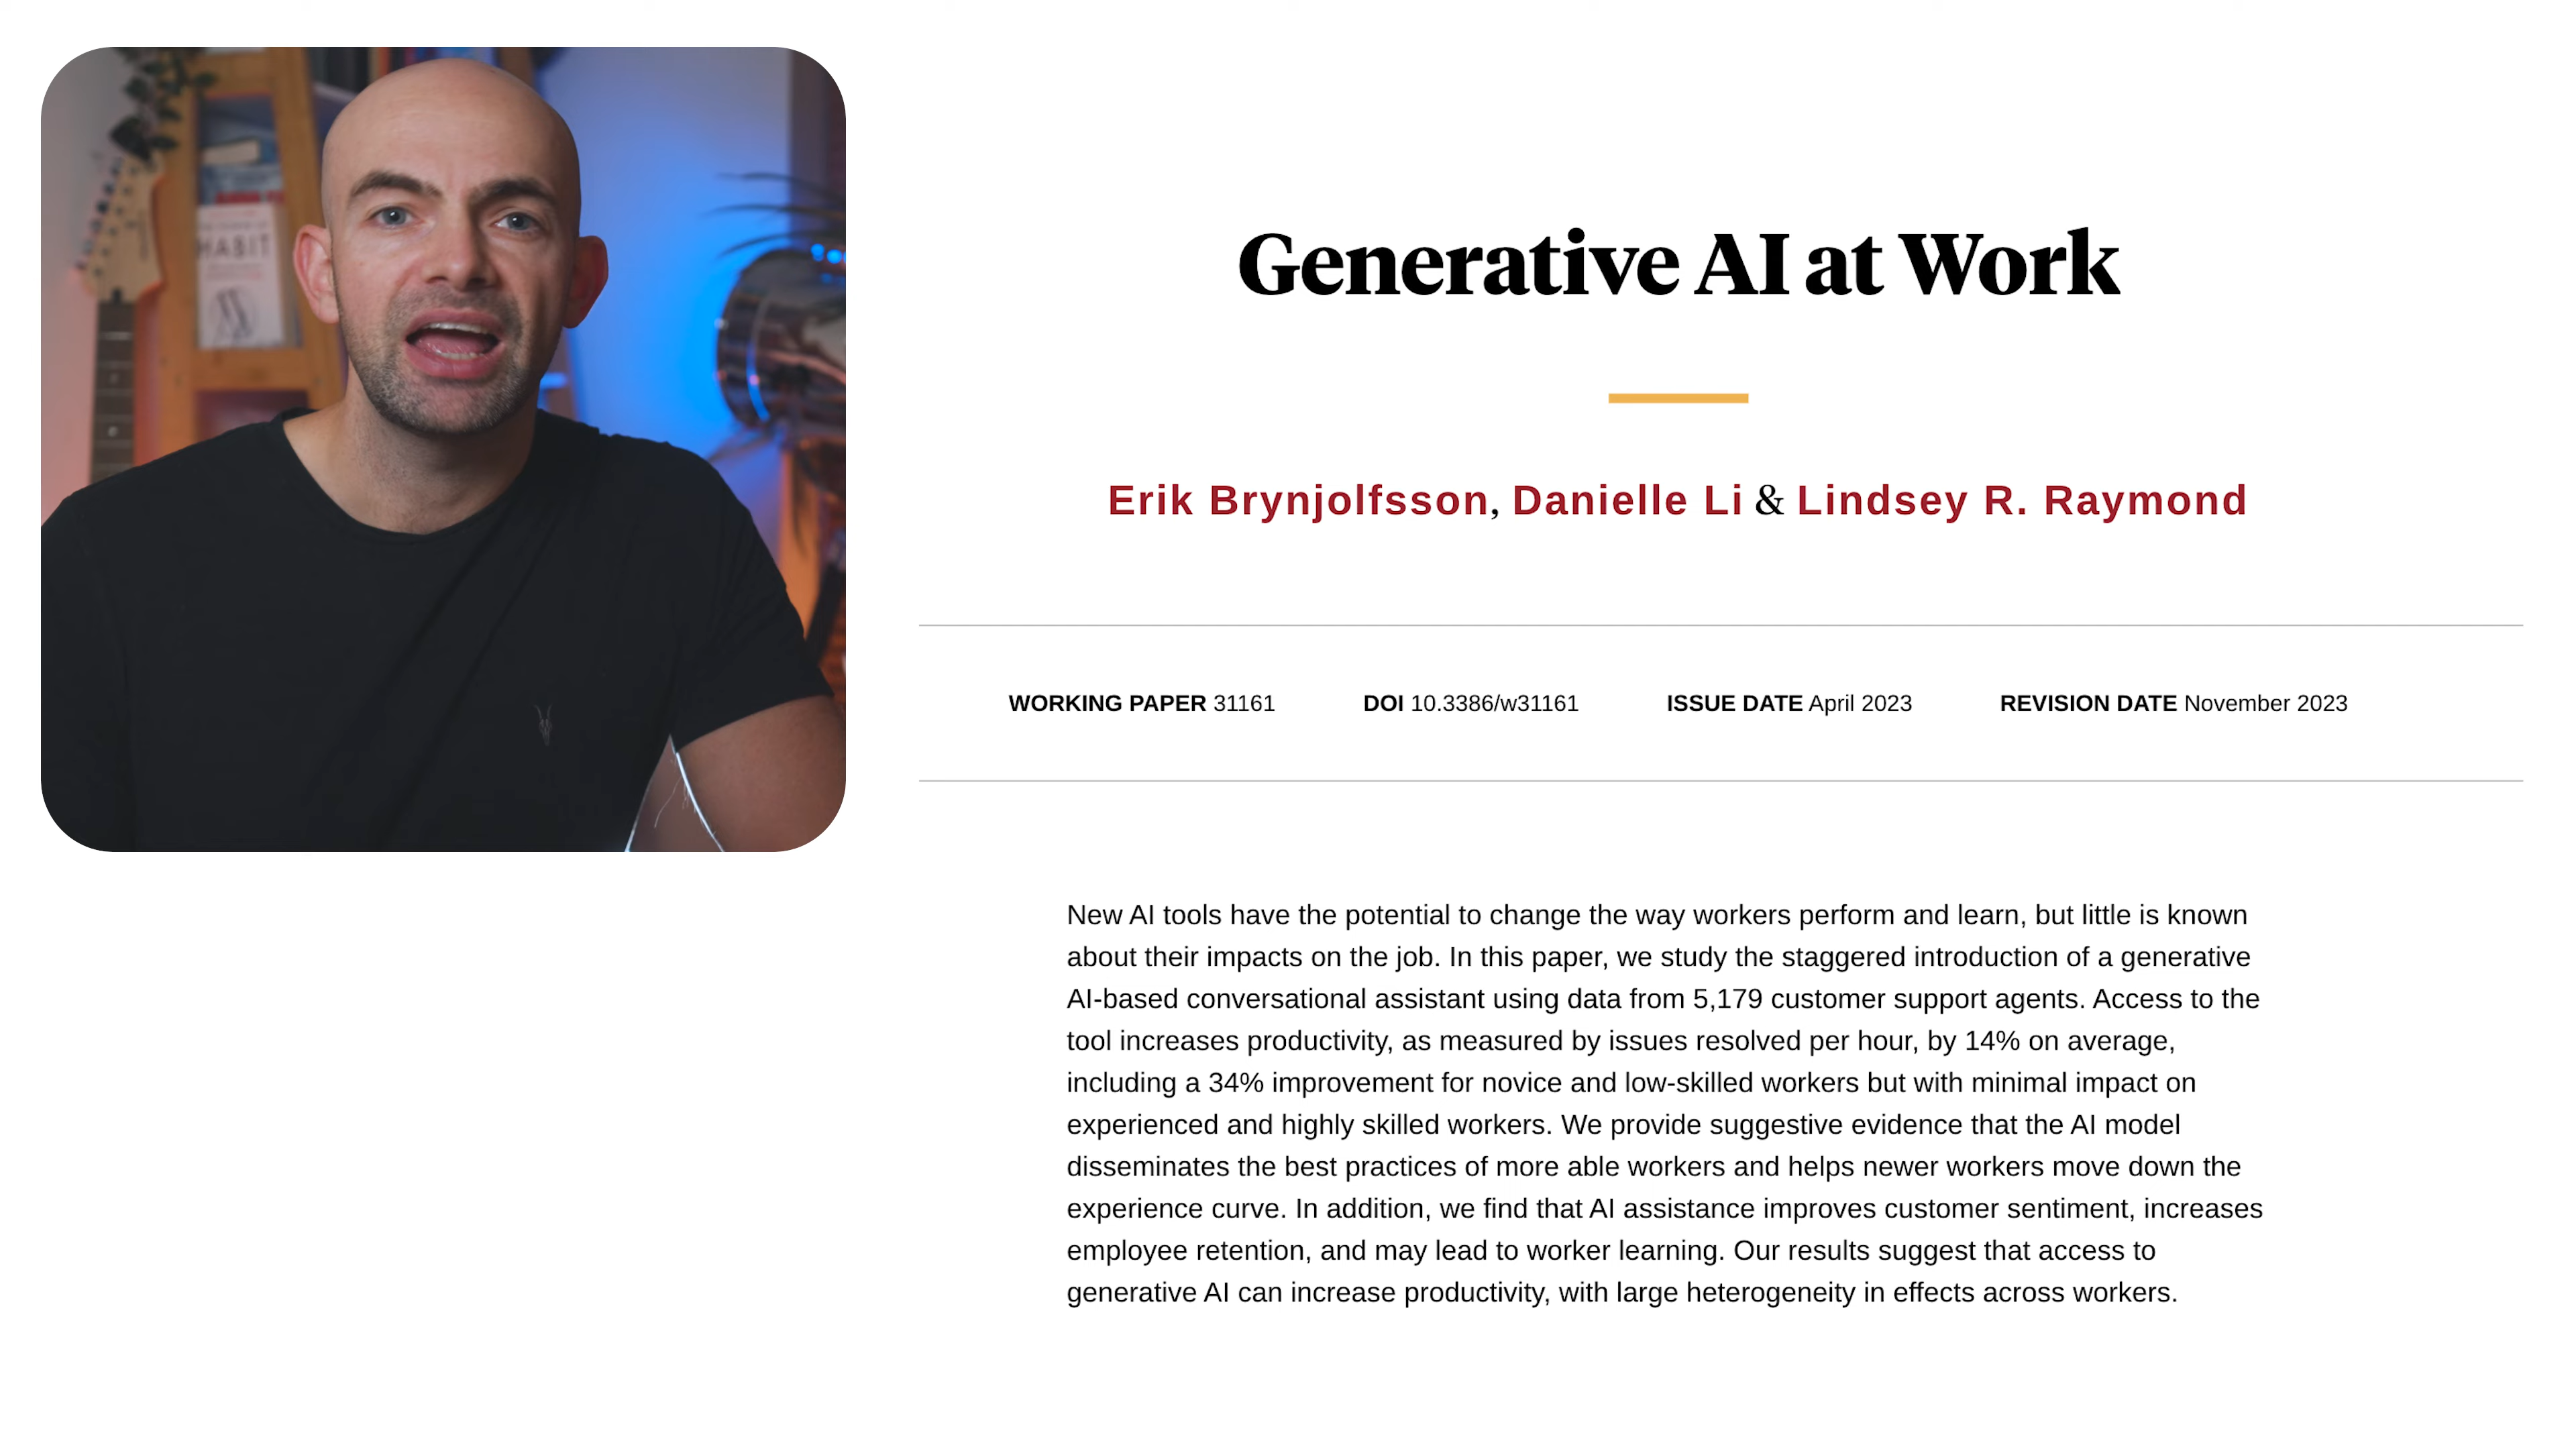 HABIT
Generative AI at Work
Erik Brynjolfsson, Danielle Li & Lindsey R. Raymond
WORKING PAPER 31161 DOI 10.3386/w31161 ISSUE DATE April 2023 REVISION DATE November 2023
New AI tools have the potential to change the way workers perform and learn, but little is known
about their impacts on the job. In this paper, we study the staggered introduction of a generative
AI-based conversational assistant using data from 5,179 customer support agents. Access to the
tool increases productivity, as measured by issues resolved per hour, by 14% on average,
including a 34% improvement for novice and low-skilled workers but with minimal impact on
experienced and highly skilled workers. We provide suggestive evidence that the AI model
disseminates the best practices of more able workers and helps newer workers move down the
experience curve. In addition, we find that AI assistance improves customer sentiment, increases
employee retention, and may lead to worker learning. Our results suggest that access to
generative AI can increase productivity, with large heterogeneity in effects across workers.